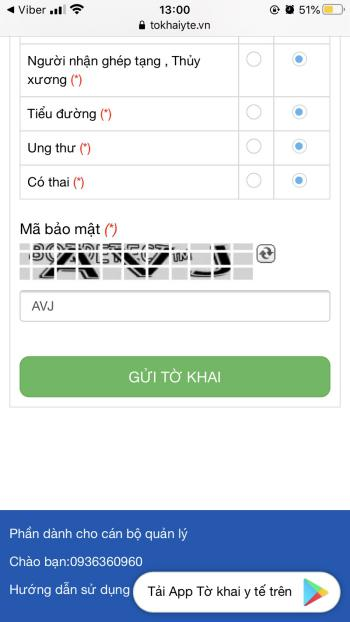 Viber
13:00
51%
tokhaiyte.vn
Người nhận ghép tạng , Thủy
xương (*)
Tiểu đường (*)
Ung thư (*)
Có thai (*)
Mã bảo mật (*)
AVJ
GỬI TỜ KHAI
Phần dành cho cán bộ quản lý
Chào bạn:0936360960
Hướng dẫn sử dụng
Tải App Tờ khai y tế trên